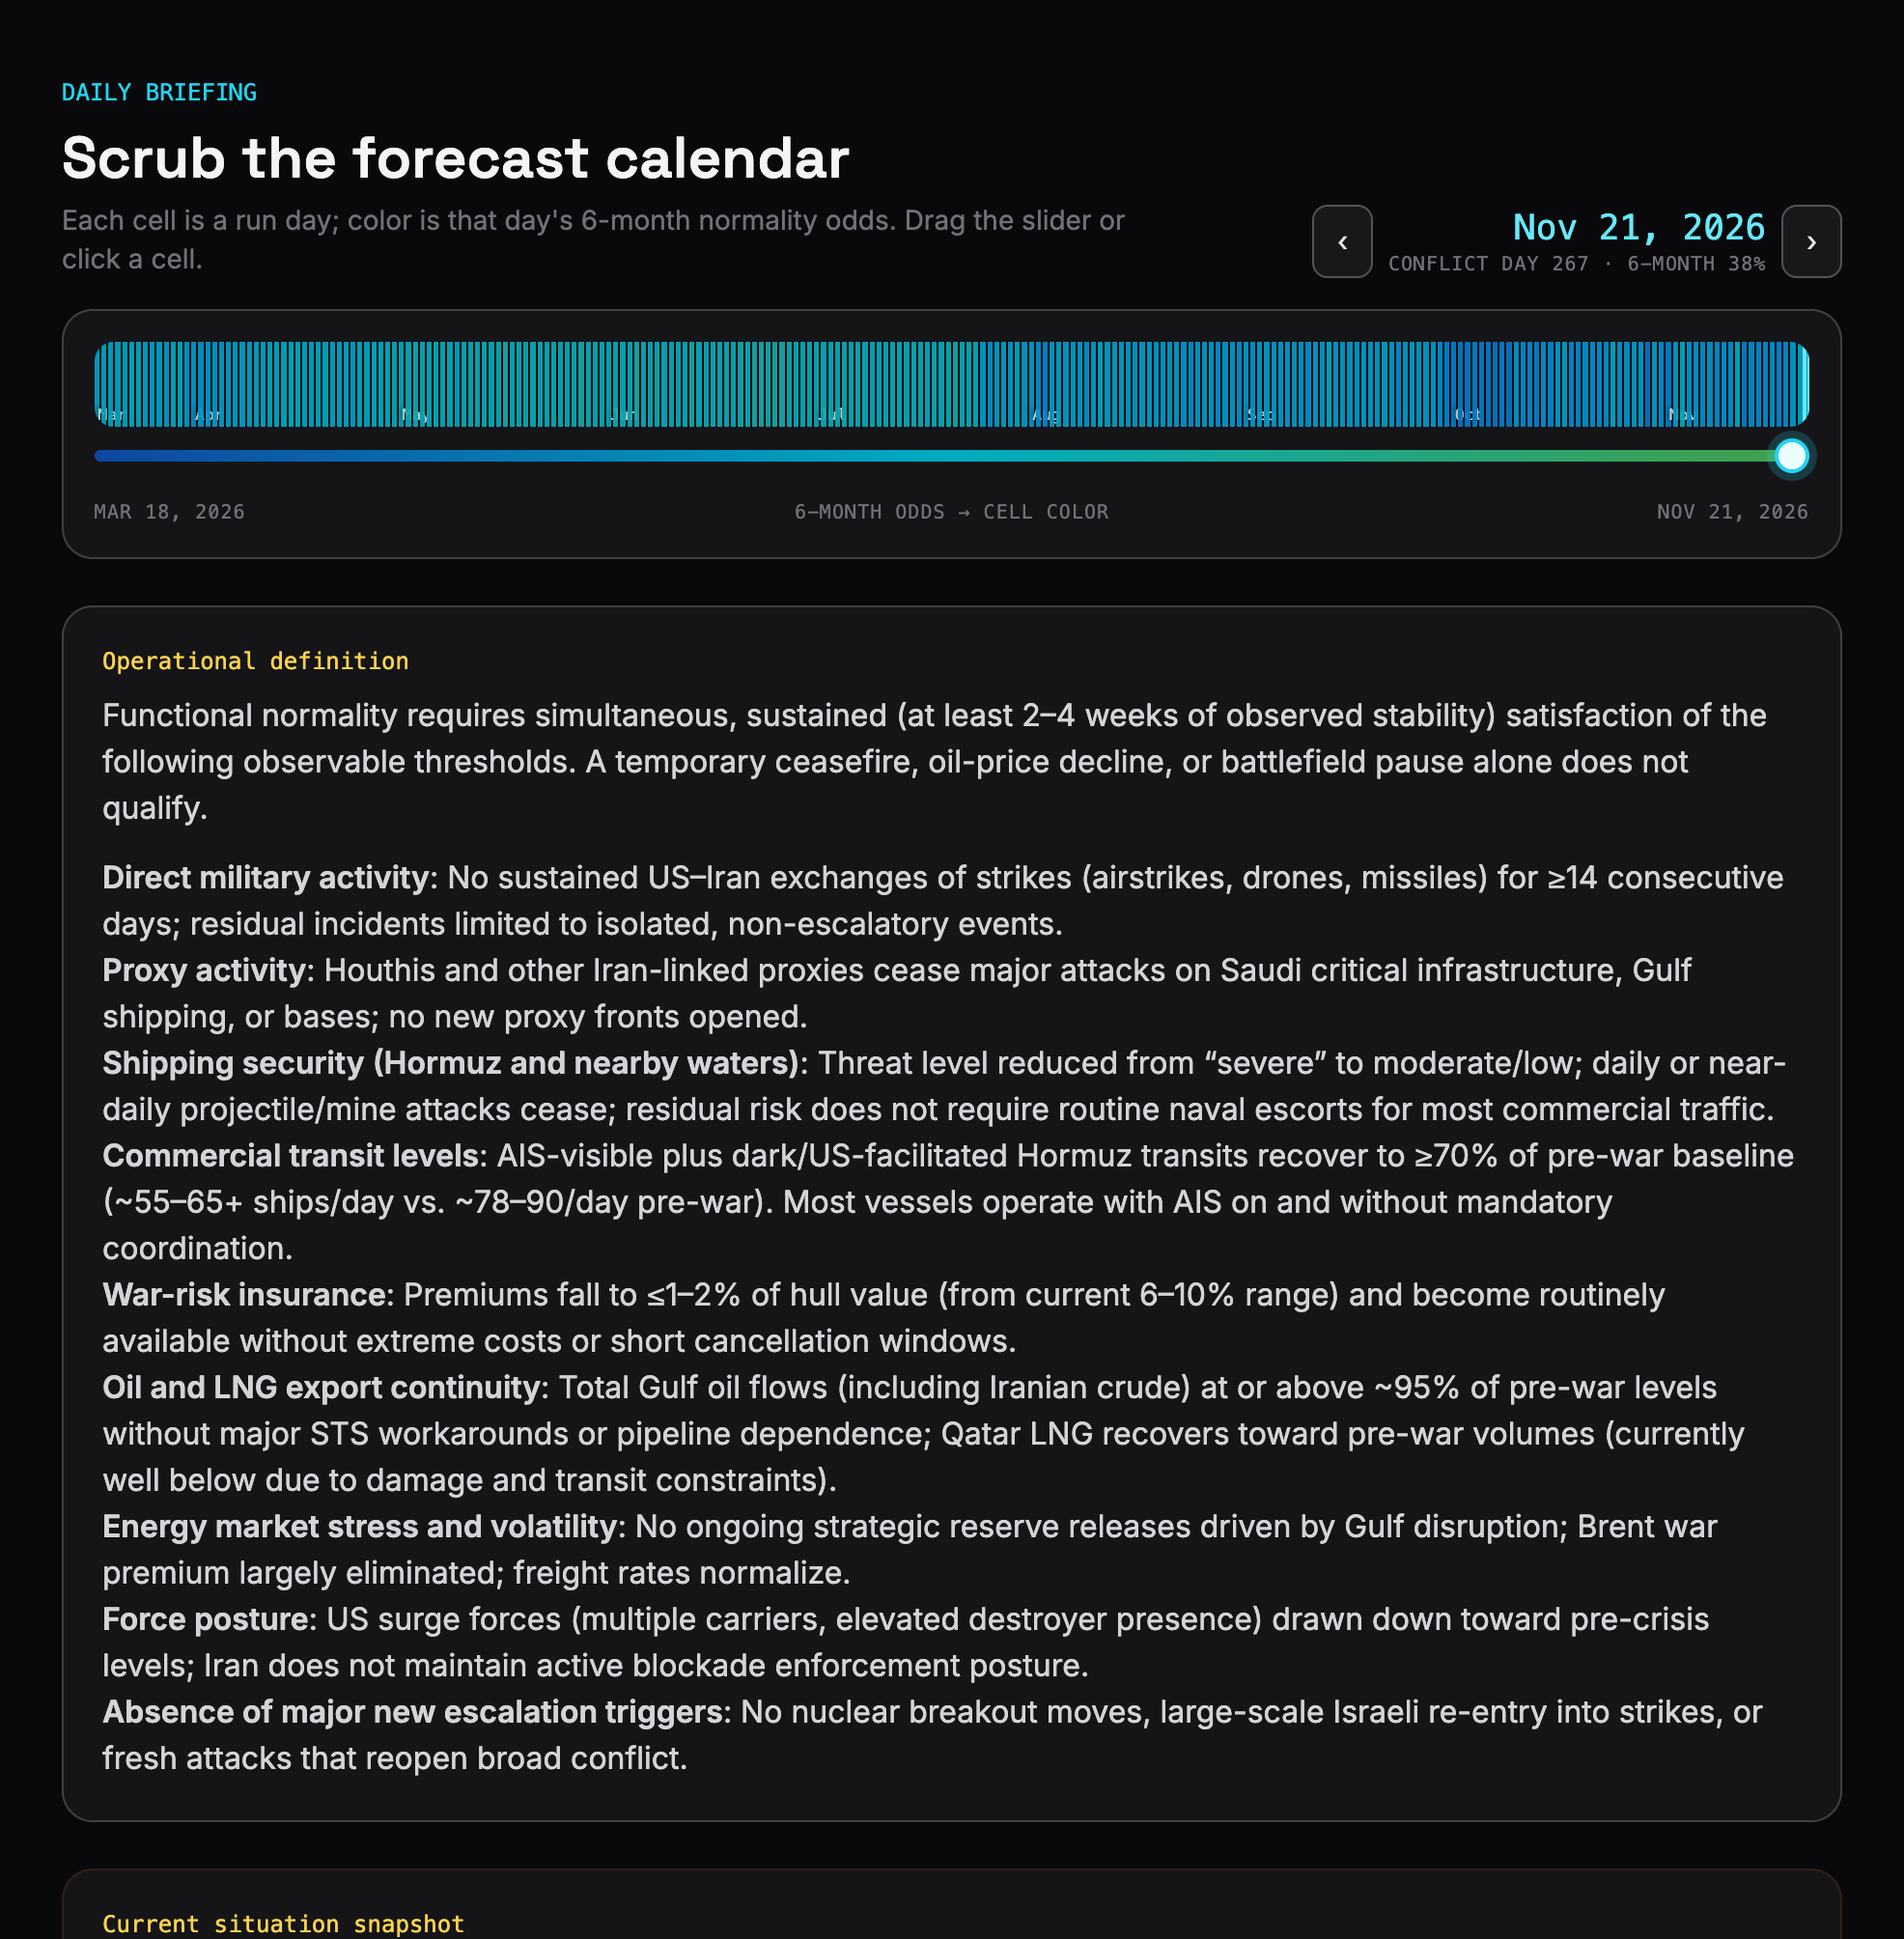 DAILY BRIEFING
Scrub the forecast calendar
Each cell is a run day; color is that day's 6-month normality odds. Drag the slider or
click a cell.
‹
Nov 21, 2026
CONFLICT DAY 267 · 6-MONTH 38%
›
Mar Apr May Jun Jul Aug Sep Oct Nov
MAR 18, 2026
6-MONTH ODDS → CELL COLOR
NOV 21, 2026
Operational definition
Functional normality requires simultaneous, sustained (at least 2–4 weeks of observed stability) satisfaction of the
following observable thresholds. A temporary ceasefire, oil-price decline, or battlefield pause alone does not
qualify.
Direct military activity: No sustained US–Iran exchanges of strikes (airstrikes, drones, missiles) for ≥14 consecutive
days; residual incidents limited to isolated, non-escalatory events.
Proxy activity: Houthis and other Iran-linked proxies cease major attacks on Saudi critical infrastructure, Gulf
shipping, or bases; no new proxy fronts opened.
Shipping security (Hormuz and nearby waters): Threat level reduced from “severe” to moderate/low; daily or near-
daily projectile/mine attacks cease; residual risk does not require routine naval escorts for most commercial traffic.
Commercial transit levels: AIS-visible plus dark/US-facilitated Hormuz transits recover to ≥70% of pre-war baseline
(~55–65+ ships/day vs. ~78–90/day pre-war). Most vessels operate with AIS on and without mandatory
coordination.
War-risk insurance: Premiums fall to ≤1–2% of hull value (from current 6–10% range) and become routinely
available without extreme costs or short cancellation windows.
Oil and LNG export continuity: Total Gulf oil flows (including Iranian crude) at or above ~95% of pre-war levels
without major STS workarounds or pipeline dependence; Qatar LNG recovers toward pre-war volumes (currently
well below due to damage and transit constraints).
Energy market stress and volatility: No ongoing strategic reserve releases driven by Gulf disruption; Brent war
premium largely eliminated; freight rates normalize.
Force posture: US surge forces (multiple carriers, elevated destroyer presence) drawn down toward pre-crisis
levels; Iran does not maintain active blockade enforcement posture.
Absence of major new escalation triggers: No nuclear breakout moves, large-scale Israeli re-entry into strikes, or
fresh attacks that reopen broad conflict.
Current situation snapshot